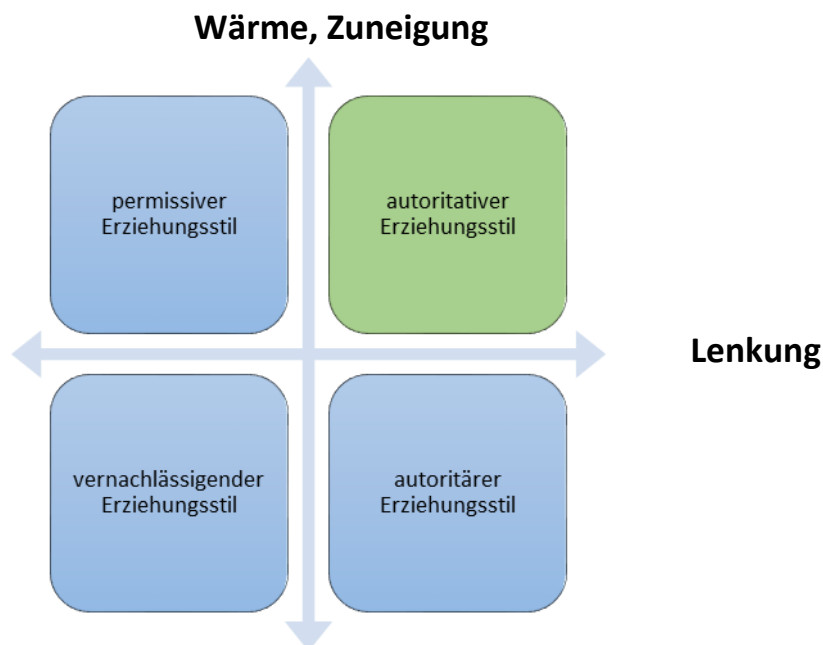 Wärme, Zuneigung
permissiver
Erziehungsstil
autoritativer
Erziehungsstil
Lenkung
vernachlässigender
Erziehungsstil
autoritärer
Erziehungsstil